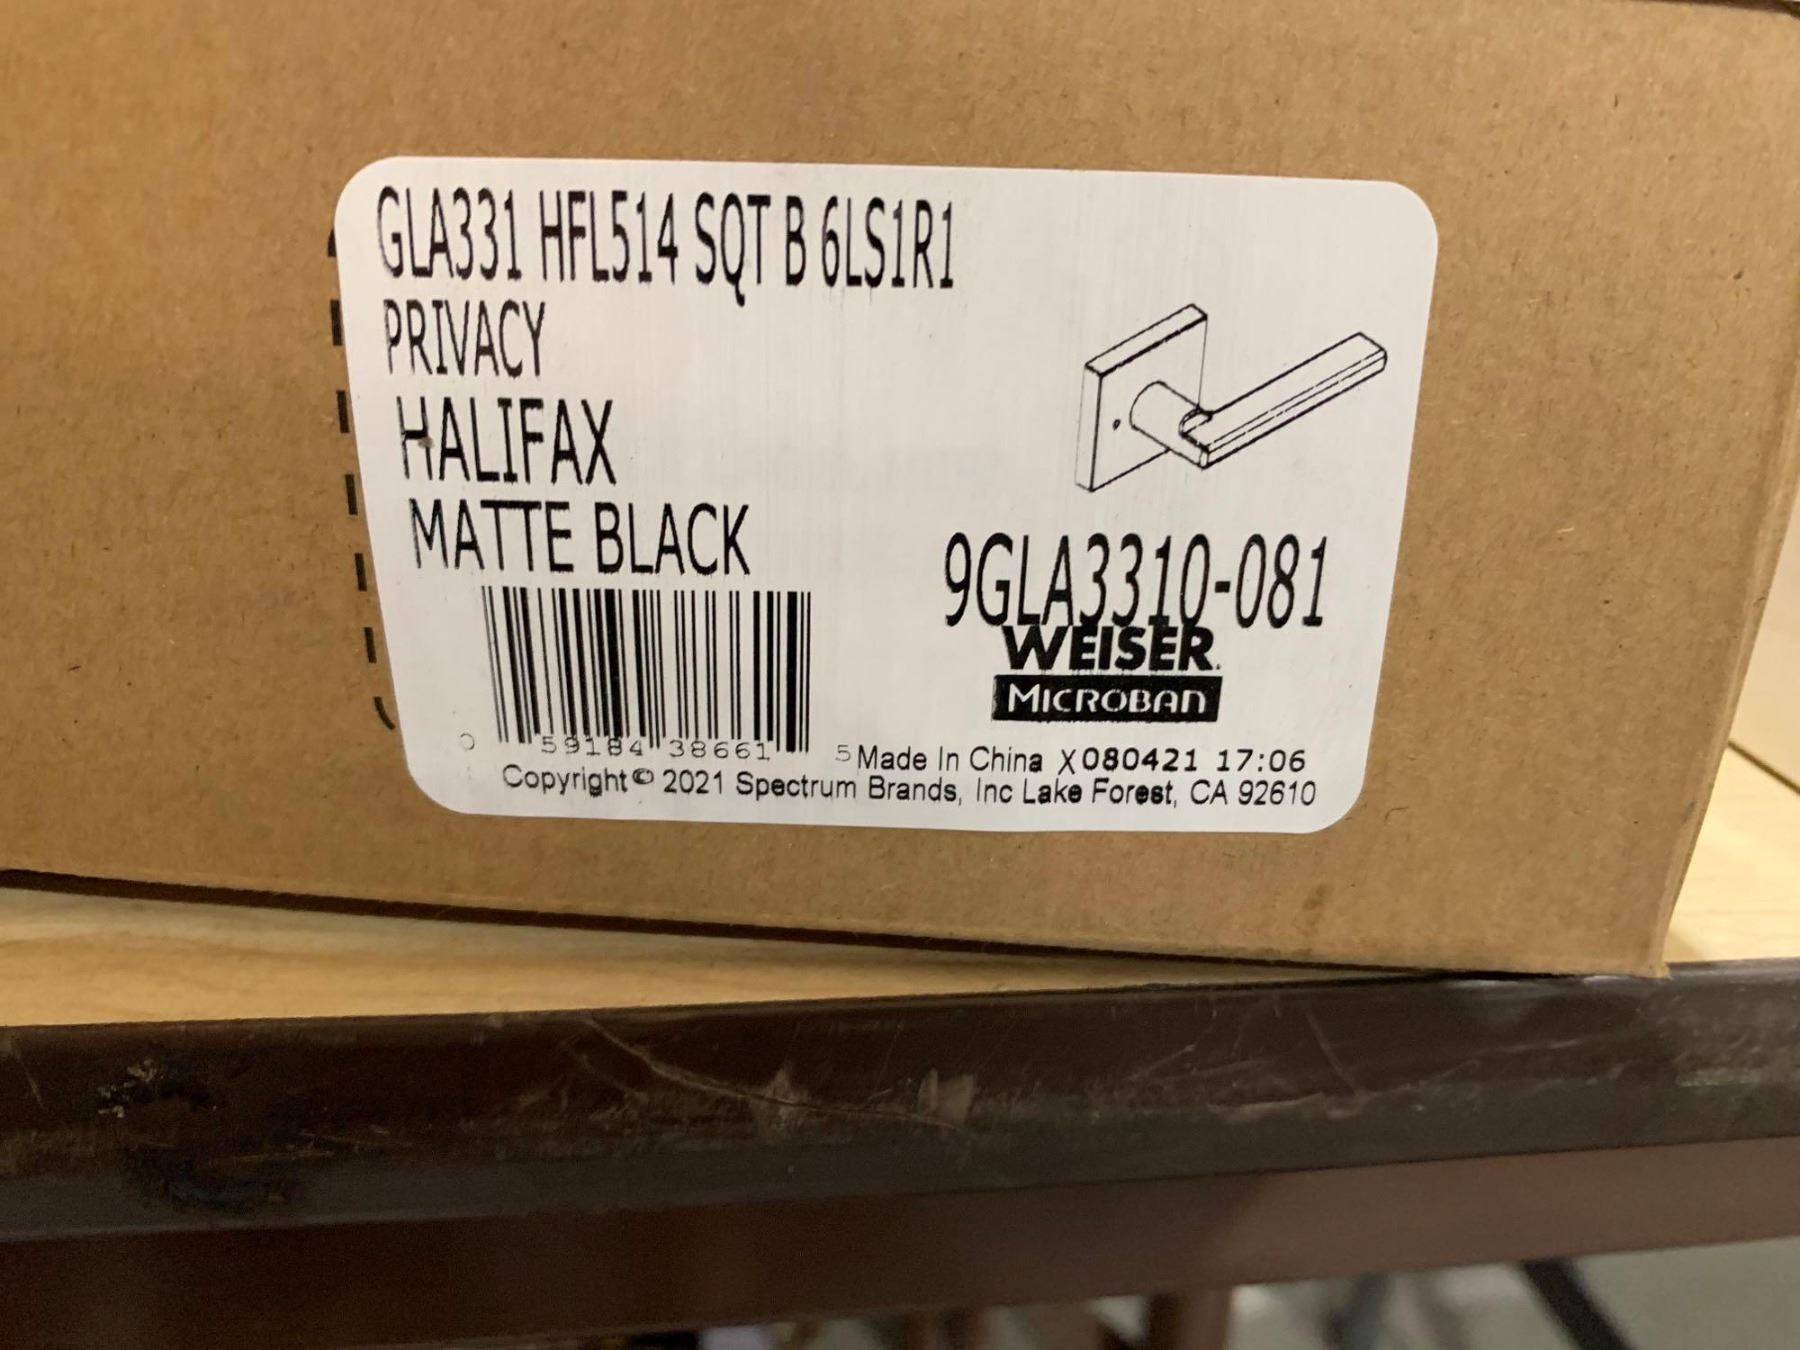 GLA331 HFL514 SQT B 6LS1R1
PRIVACY
HALIFAX
MATTE BLACK
9GLA3310-081
WEISER.
MICROBAN
0 59184 38661 5
Made In China X080421 17:06
Copyright© 2021 Spectrum Brands, Inc Lake Forest, CA 92610